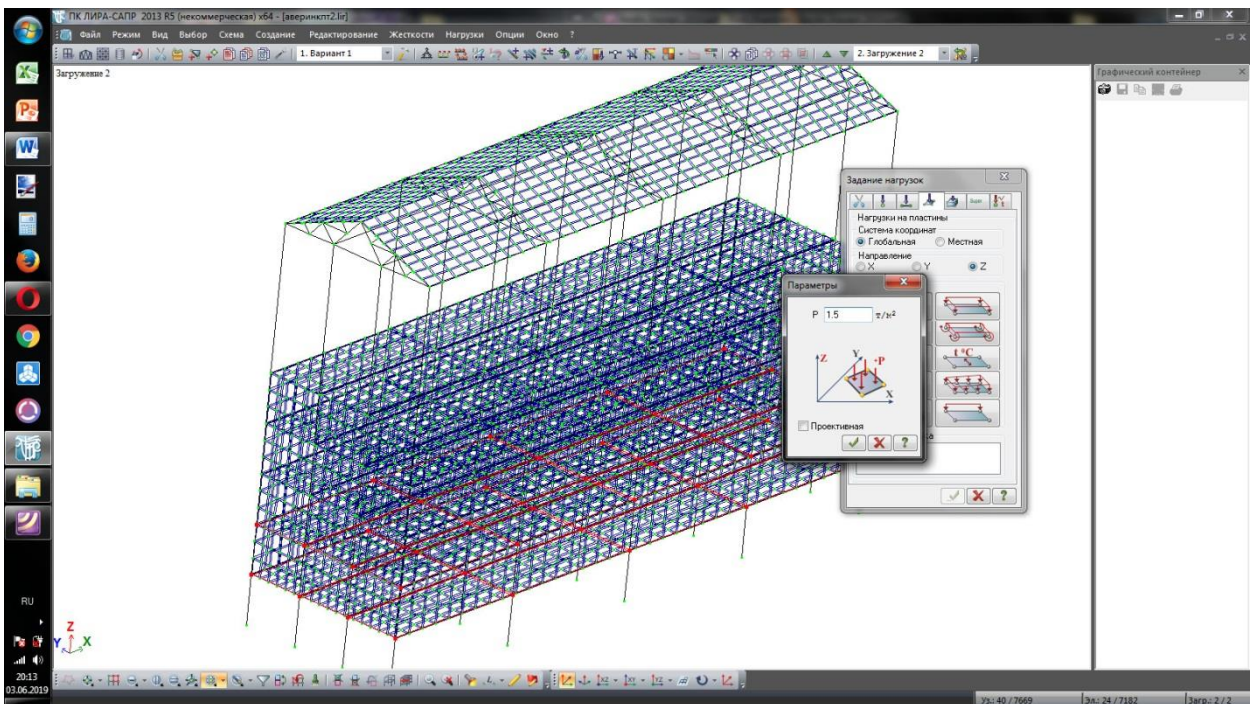 ПК ЛИРА-САПР 2013 R5 (некоммерческая) x64 - [аверинкпт2.lir]
Файл Режим Вид Выбор Схема Создание Редактирование Жесткости Нагрузки Опции Окно ?
1. Вариант 1
2. Загружение 2
Загружение 2
Графический контейнер
Задание нагрузок
Нагрузки на пластины
Система координат
Глобальная Местная
Направление
X Y Z
Параметры
P 1.5 т/м²
Z Y +P
X
t °C
Проективная
RU
Z
Y X
20:13
03.06.2019
Уз.: 40 / 7669 Эл.: 24 / 7182 Загр.: 2 / 2